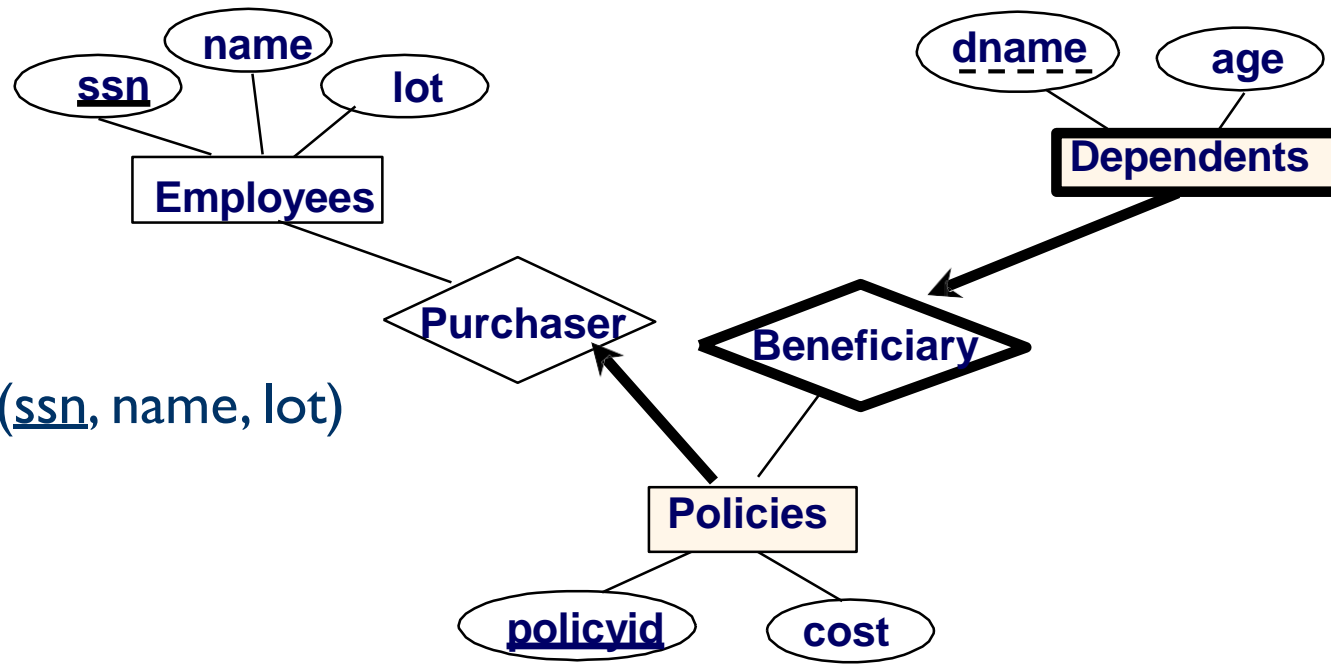 name
ssn
lot
dname
age
Employees
Dependents
Purchaser
Beneficiary
(ssn, name, lot)
Policies
policyid
cost